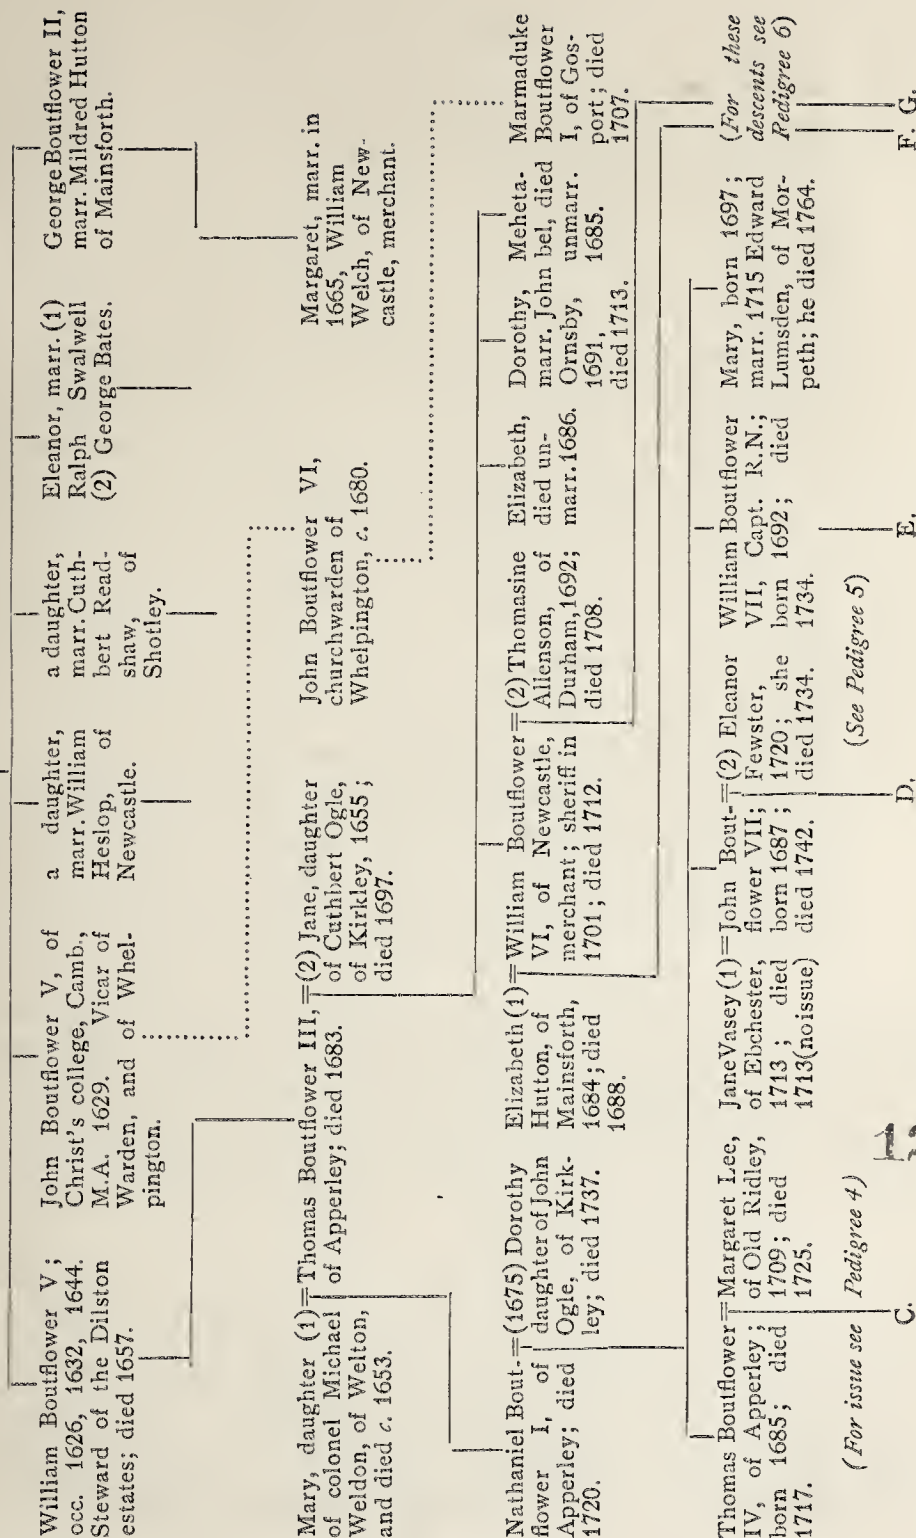 William Boutflower V ;
occ. 1626, 1632, 1644.
Steward of the Dilston
estates; died 1657.
John Boutflower V, of
Christ's college, Camb.,
M.A. 1629. Vicar of
Warden, and of Whel-
pington.
a daughter,
marr. William
Heslop, of
Newcastle.
a daughter,
marr. Cuth-
bert Read-
shaw, of
Shotley.
Eleanor, marr. (1)
Ralph Swalwell
(2) George Bates.
George Boutflower II,
marr. Mildred Hutton
of Mainsforth.
Mary, daughter (1)
of colonel Michael
Weldon, of Welton,
and died c. 1653.
=Thomas Boutflower III,
of Apperley; died 1683.
=(2) Jane, daughter
of Cuthbert Ogle,
of Kirkley, 1655 ;
died 1697.
John Boutflower VI,
churchwarden of
Whelpington, c. 1680.
Margaret, marr. in
1665, William
Welch, of New-
castle, merchant.
Nathaniel Bout-
flower I, of
Apperley; died
1720.
=(1675) Dorothy
daughter of John
Ogle, of Kirk-
ley; died 1737.
Elizabeth (1)
Hutton, of
Mainsforth,
1684; died
1688.
=William Boutflower
VI, of Newcastle,
merchant; sheriff in
1701; died 1712.
=(2) Thomasine
Allenson, of
Durham, 1692;
died 1708.
Elizabeth,
died un-
marr. 1686.
Dorothy,
marr. John
Ornsby,
1691,
died 1713.
Meheta-
bel, died
unmarr.
1685.
Marmaduke
Boutflower
I, of Gos-
port; died
1707.
Thomas Boutflower
IV, of Apperley;
born 1685; died
1717.
=Margaret Lee,
of Old Ridley,
1709; died
1725.
(For issue see Pedigree 4)
C.
Jane Vasey (1)
of Ebchester,
1713; died
1713 (no issue)
=John Bout-
flower VII;
born 1687;
died 1742.
=(2) Eleanor
Fewster,
1720; she
died 1734.
D.
William Boutflower
VII, Capt. R.N.;
born 1692; died
1734.
(See Pedigree 5)
E.
Mary, born 1697;
marr. 1715 Edward
Lumsden, of Mor-
peth; he died 1764.
(For these
descents see
Pedigree 6)
F. G.